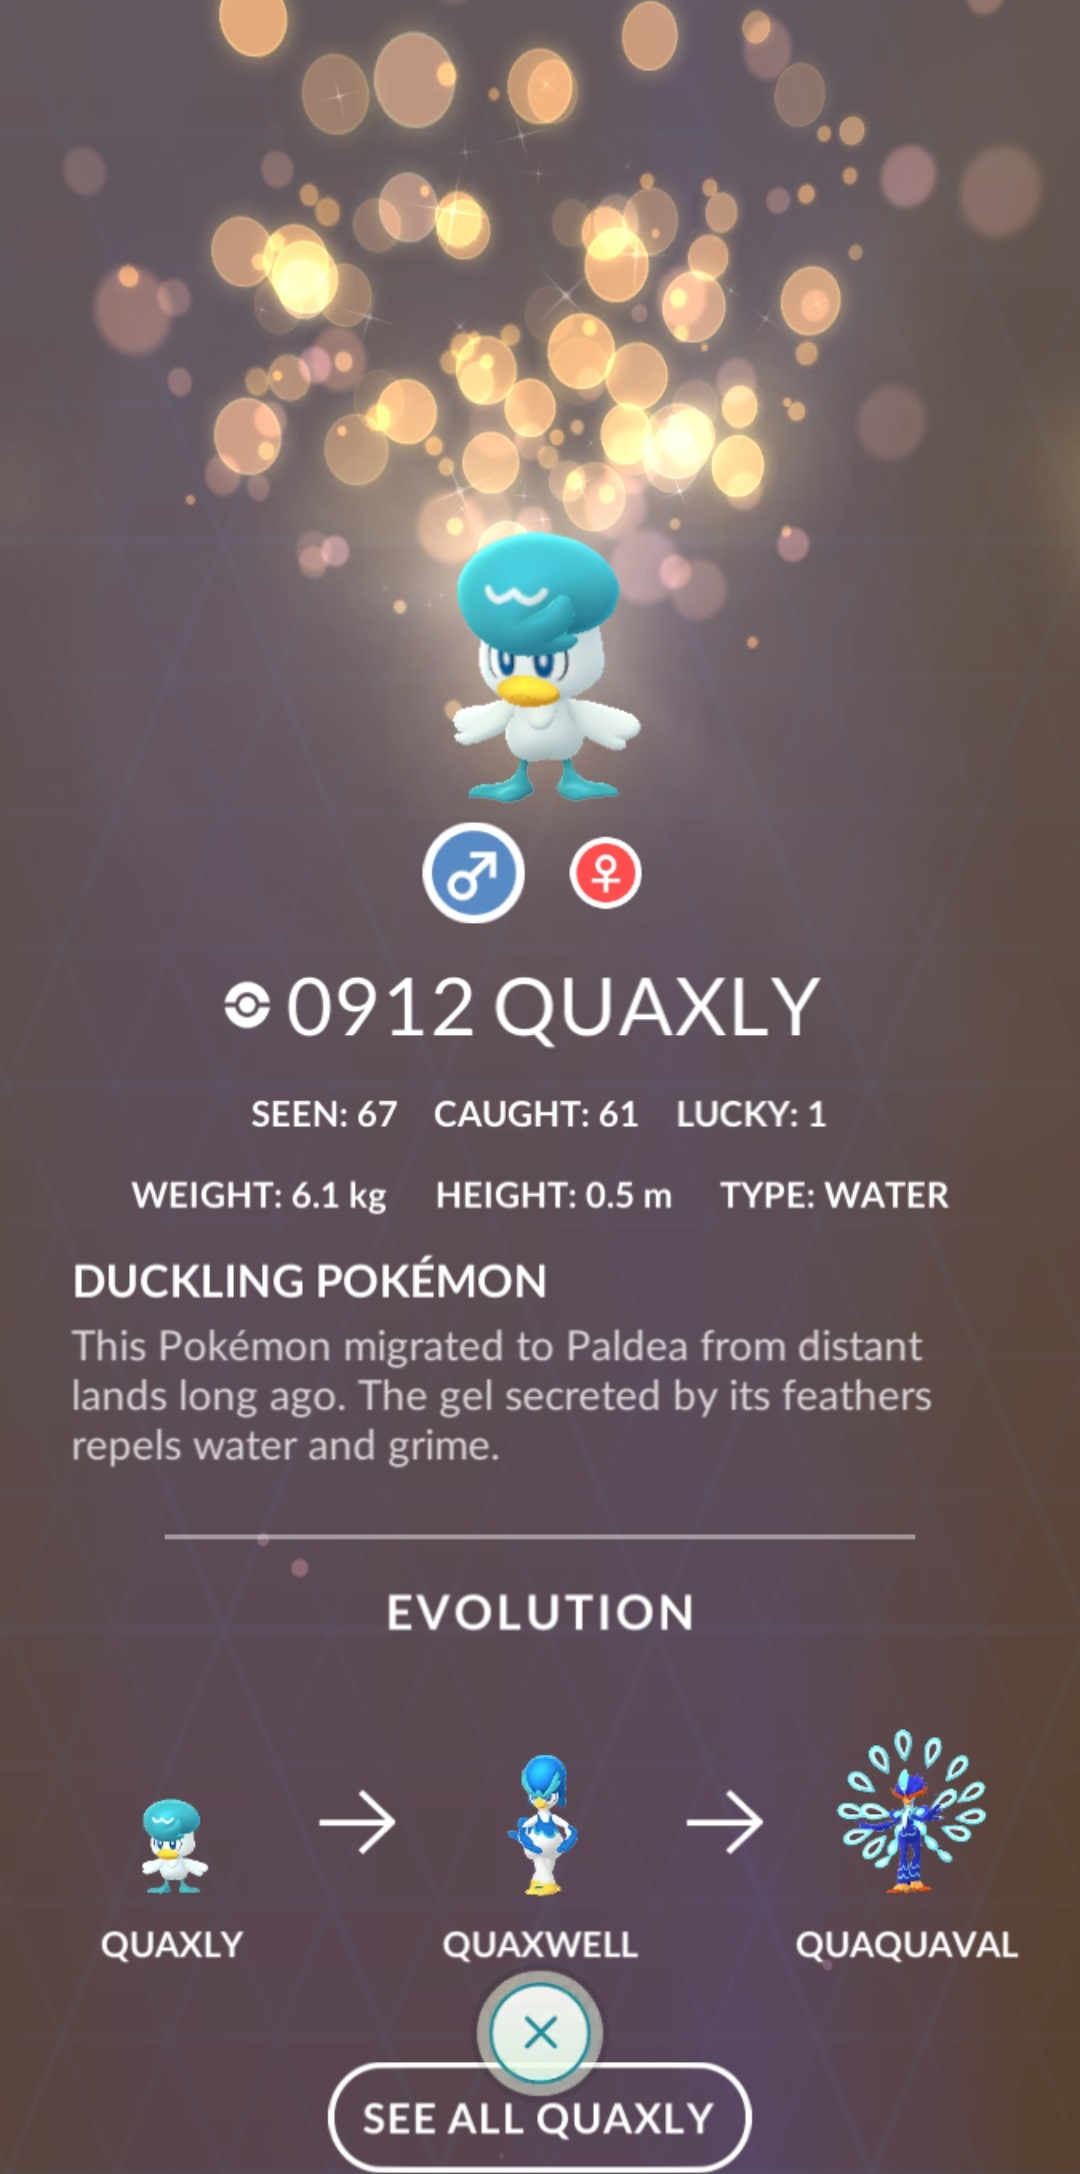 0912 QUAXLY
SEEN: 67 CAUGHT: 61 LUCKY: 1
WEIGHT: 6.1 kg HEIGHT: 0.5 m TYPE: WATER
DUCKLING POKÉMON
This Pokémon migrated to Paldea from distant
lands long ago. The gel secreted by its feathers
repels water and grime.
EVOLUTION
QUAXLY QUAXWELL QUAQUAVAL
SEE ALL QUAXLY